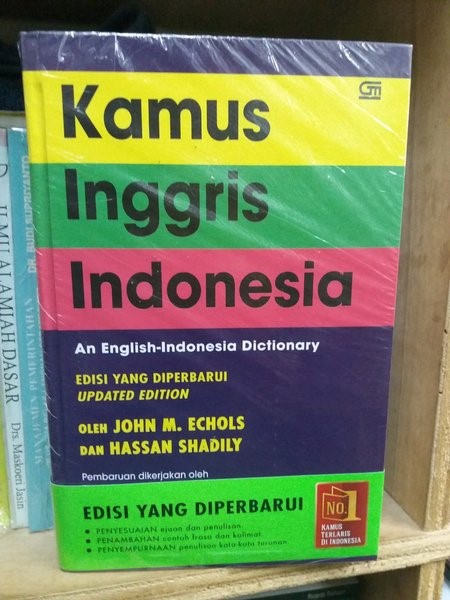 Kamus
Inggris
Indonesia
An English-Indonesia Dictionary
EDISI YANG DIPERBARUI
UPDATED EDITION
OLEH JOHN M. ECHOLS
DAN HASSAN SHADILY
Pembaruan dikerjakan oleh
EDISI YANG DIPERBARUI
• PENYESUAIAN ejaan dan penulisan.
• PENAMBAHAN contoh frasa dan kalimat.
• PENYEMPURNAAN penulisan kata-kata turunan.
No.1
KAMUS
TERLARIS
DI INDONESIA
ILMU ALAMIAH DASAR
Drs. Maskoeri Jasin